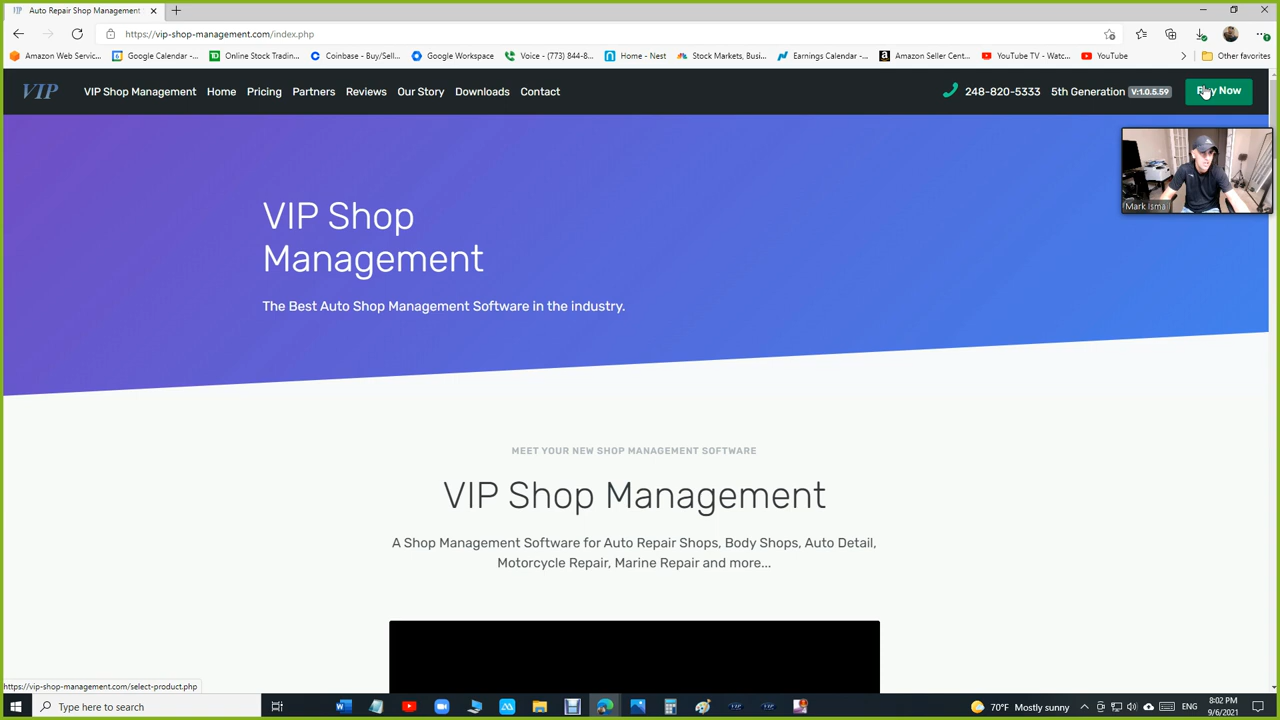 Auto Repair Shop Management
https://vip-shop-management.com/index.php
Amazon Web Servic... Google Calendar -... Online Stock Tradin... Coinbase - Buy/Sell... Google Workspace Voice - (773) 844-8... Home - Nest Stock Markets, Busi... Earnings Calendar -... Amazon Seller Cent... YouTube TV - Watc... YouTube Other favorites
VIP VIP Shop Management Home Pricing Partners Reviews Our Story Downloads Contact 248-820-5333 5th Generation V:1.0.5.59 Buy Now
Mark Isma
VIP Shop
Management
The Best Auto Shop Management Software in the industry.
MEET YOUR NEW SHOP MANAGEMENT SOFTWARE
VIP Shop Management
A Shop Management Software for Auto Repair Shops, Body Shops, Auto Detail,
Motorcycle Repair, Marine Repair and more...
https://vip-shop-management.com/select-product.php
Type here to search 70°F Mostly sunny ENG 8:02 PM
9/6/2021